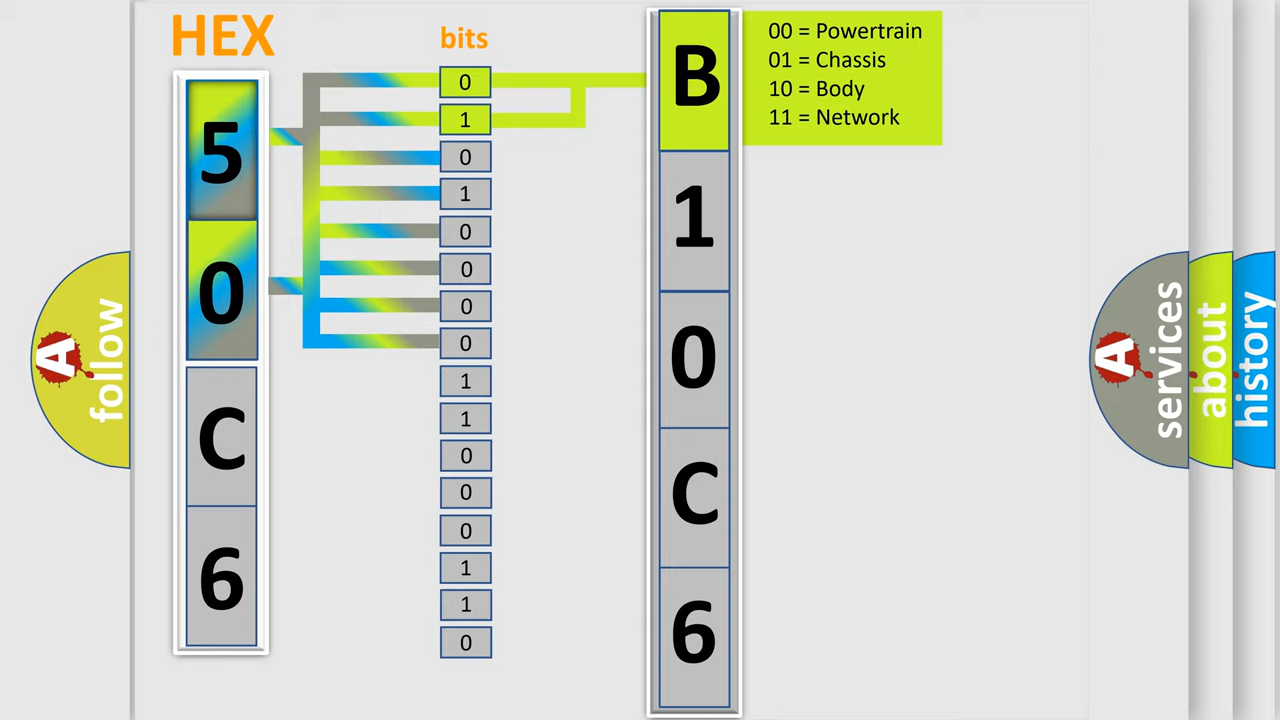 HEX
bits
5
0
C
6
0
1
0
1
0
0
0
0
1
1
0
0
0
1
1
0
B
1
0
C
6
00 = Powertrain
01 = Chassis
10 = Body
11 = Network
A
follow
A
services
about
history